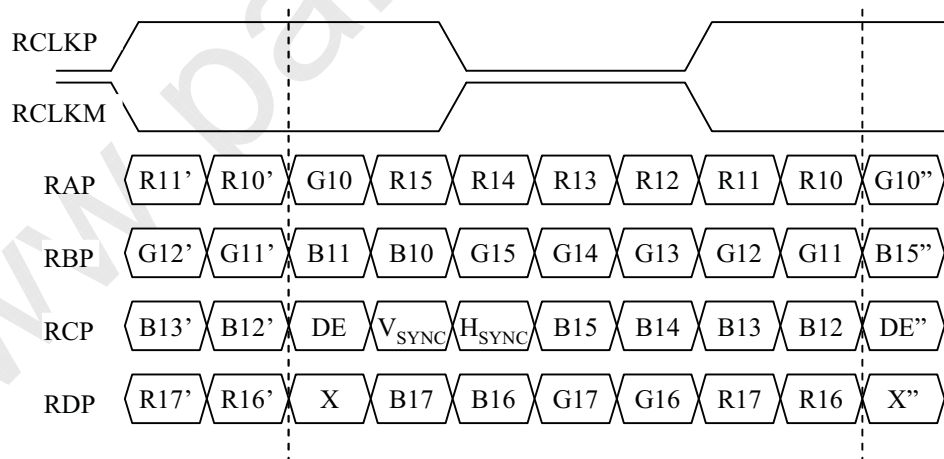 www.pa
RCLKP
RCLKM
RAP R11’ R10’ G10 R15 R14 R13 R12 R11 R10 G10”
RBP G12’ G11’ B11 B10 G15 G14 G13 G12 G11 B15”
RCP B13’ B12’ DE VSYNC HSYNC B15 B14 B13 B12 DE”
RDP R17’ R16’ X B17 B16 G17 G16 R17 R16 X”